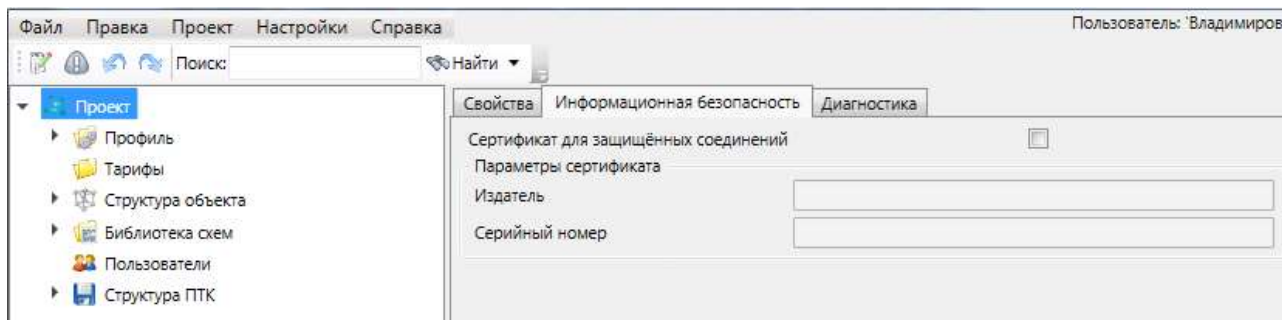 Файл Правка Проект Настройки Справка
Пользователь: 'Владимиров
Поиск: Найти
Проект
Профиль
Тарифы
Структура объекта
Библиотека схем
Пользователи
Структура ПТК
Свойства Информационная безопасность Диагностика
Сертификат для защищённых соединений
Параметры сертификата
Издатель
Серийный номер